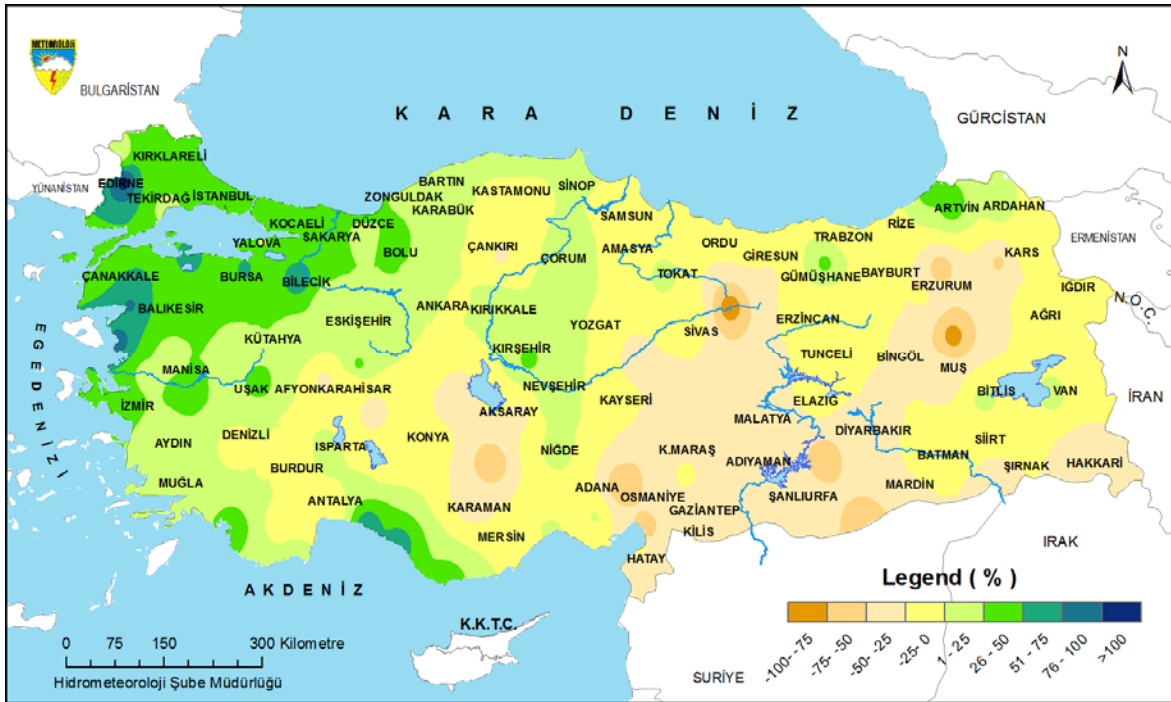 METEOROLOJİ
BULGARİSTAN
K A R A D E N İ Z
N
GÜRCİSTAN
YUNANİSTAN
ERMENİSTAN
N.O.C.
İRAN
IRAK
SURİYE
E G E D E N İ Z İ
A K D E N İ Z
K.K.T.C.
KIRKLARELİ
EDİRNE
TEKİRDAĞ
İSTANBUL
KOCAELİ
SAKARYA
DÜZCE
ZONGULDAK
BARTIN
KARABÜK
KASTAMONU
SİNOP
SAMSUN
YALOVA
BOLU
ÇANKIRI
ÇORUM
AMASYA
ORDU
GİRESUN
TRABZON
RİZE
ARTVİN
ARDAHAN
KARS
ÇANAKKALE
BURSA
BİLECİK
BALIKESİR
ESKİŞEHİR
ANKARA
KIRIKKALE
YOZGAT
TOKAT
SİVAS
GÜMÜŞHANE
BAYBURT
ERZURUM
IĞDIR
AĞRI
KÜTAHYA
KIRŞEHİR
ERZİNCAN
TUNCELİ
BİNGÖL
MUŞ
MANİSA
UŞAK
AFYONKARAHİSAR
NEVŞEHİR
KAYSERİ
ELAZIĞ
BİTLİS
VAN
İZMİR
AKSARAY
MALATYA
DİYARBAKIR
AYDIN
DENİZLİ
ISPARTA
KONYA
NİĞDE
K.MARAŞ
ADIYAMAN
BATMAN
SİİRT
ŞIRNAK
HAKKARİ
MUĞLA
BURDUR
ANTALYA
KARAMAN
MERSİN
ADANA
OSMANİYE
GAZİANTEP
KİLİS
ŞANLIURFA
MARDİN
HATAY
0 75 150 300 Kilometre
Hidrometeoroloji Şube Müdürlüğü
Legend ( % )
-100--75
-75--50
-50--25
-25- 0
1 - 25
26 - 50
51 - 75
76 - 100
>100